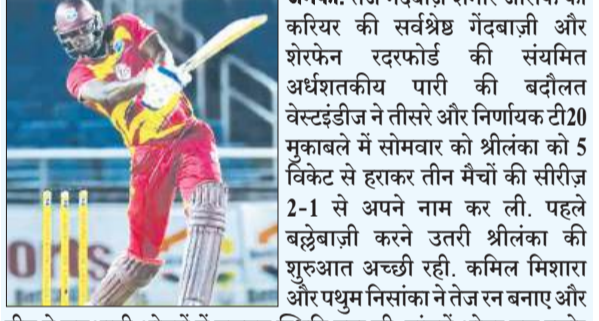 करियर की सर्वश्रेष्ठ गेंदबाज़ी और
शेरफेन रदरफोर्ड की संयमित
अर्धशतकीय पारी की बदौलत
वेस्टइंडीज ने तीसरे और निर्णायक टी20
मुकाबले में सोमवार को श्रीलंका को 5
विकेट से हराकर तीन मैचों की सीरीज़
2-1 से अपने नाम कर ली. पहले
बल्लेबाज़ी करने उतरी श्रीलंका की
शुरुआत अच्छी रही. कमिल मिशारा
और पथुम निसांका ने तेज रन बनाए और